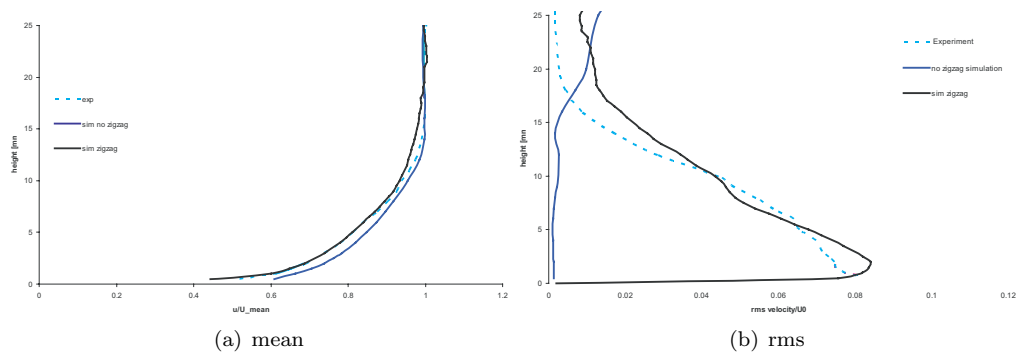 25
20
15
10
5
0
height [mn
exp
sim no zigzag
sim zigzag
0 0.2 0.4 0.6 0.8 1 1.2
u/U_mean
(a) mean
25
20
15
10
5
0
height [mn
Experiment
no zigzag simulation
sim zigzag
0 0.02 0.04 0.06 0.08 0.1 0.12
rms velocity/U0
(b) rms